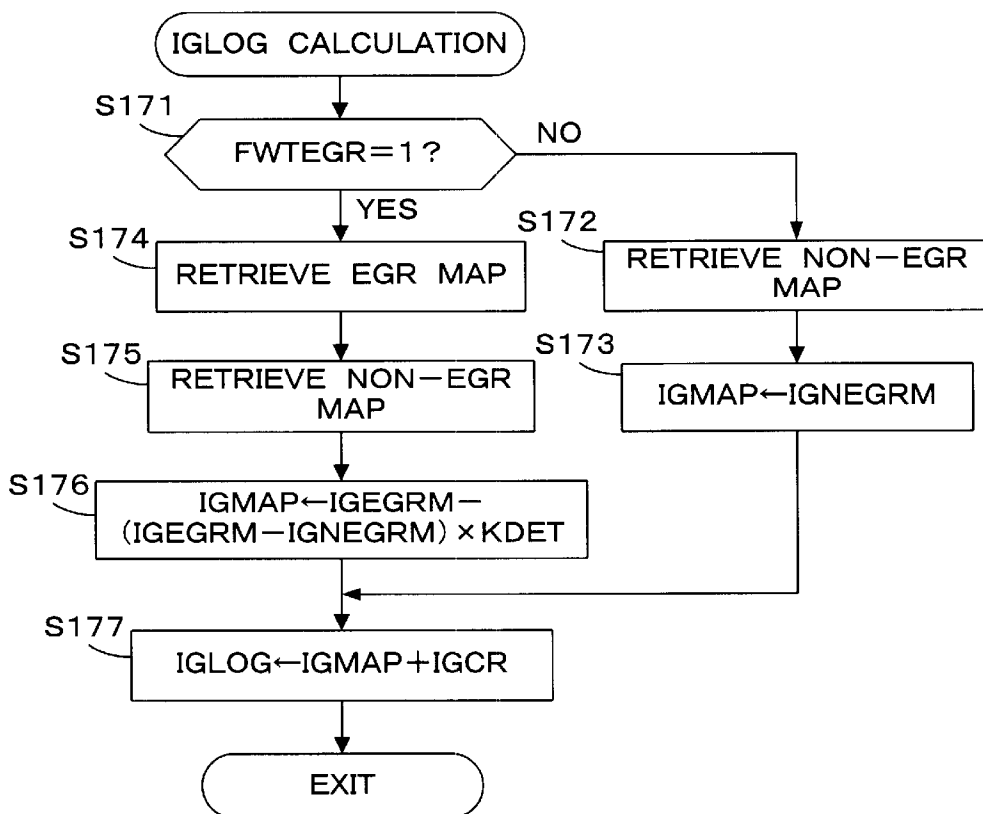 IGLOG CALCULATION
S171
FWTEGR=1?
NO
YES
S174
RETRIEVE EGR MAP
S172
RETRIEVE NON−EGR
MAP
S175
RETRIEVE NON−EGR
MAP
S173
IGMAP←IGNEGRM
S176
IGMAP←IGEGRM−
(IGEGRM−IGNEGRM)×KDET
S177
IGLOG←IGMAP+IGCR
EXIT